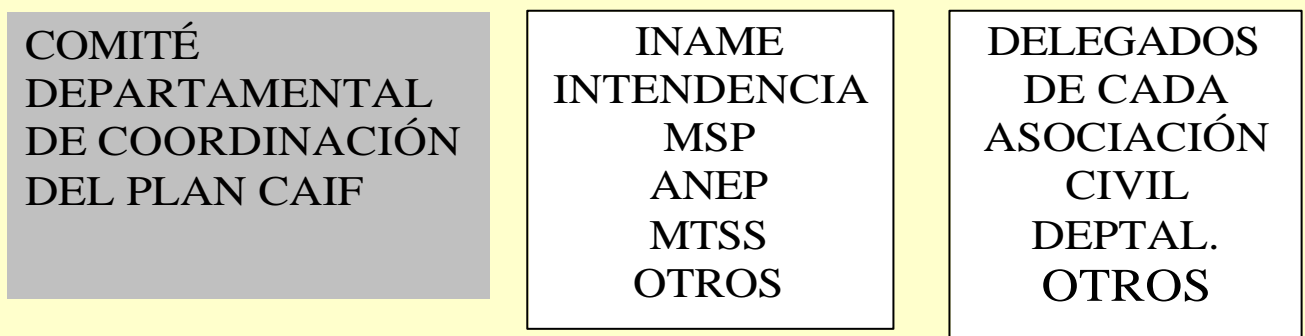 COMITÉ
DEPARTAMENTAL
DE COORDINACIÓN
DEL PLAN CAIF
INAME
INTENDENCIA
MSP
ANEP
MTSS
OTROS
DELEGADOS
DE CADA
ASOCIACIÓN
CIVIL
DEPTAL.
OTROS